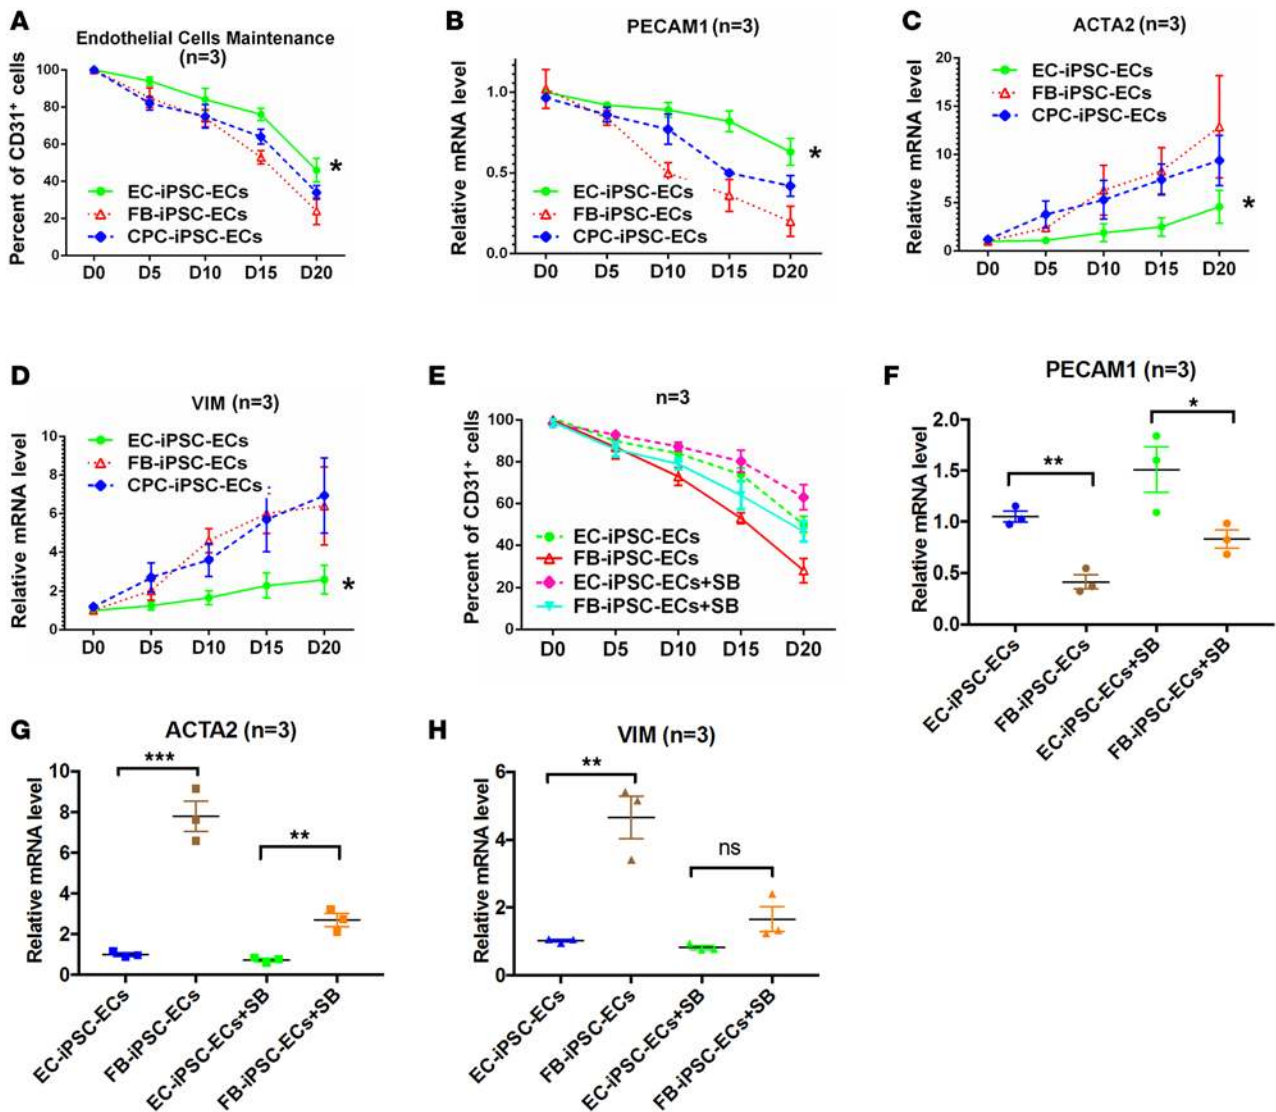 A
Endothelial Cells Maintenance
(n=3)
Percent of CD31⁺ cells
100
80
60
40
20
0
*
EC-iPSC-ECs
FB-iPSC-ECs
CPC-iPSC-ECs
D0 D5 D10 D15 D20
B
PECAM1 (n=3)
Relative mRNA level
1.0
0.5
0.0
*
EC-iPSC-ECs
FB-iPSC-ECs
CPC-iPSC-ECs
D0 D5 D10 D15 D20
C
ACTA2 (n=3)
Relative mRNA level
20
15
10
5
0
EC-iPSC-ECs
FB-iPSC-ECs
CPC-iPSC-ECs
*
D0 D5 D10 D15 D20
D
VIM (n=3)
Relative mRNA level
10
8
6
4
2
0
EC-iPSC-ECs
FB-iPSC-ECs
CPC-iPSC-ECs
*
D0 D5 D10 D15 D20
E
n=3
Percent of CD31⁺ cells
100
80
60
40
20
0
EC-iPSC-ECs
FB-iPSC-ECs
EC-iPSC-ECs+SB
FB-iPSC-ECs+SB
D0 D5 D10 D15 D20
F
PECAM1 (n=3)
Relative mRNA level
2.0
1.5
1.0
0.5
0.0
**
*
EC-iPSC-ECs
FB-iPSC-ECs
EC-iPSC-ECs+SB
FB-iPSC-ECs+SB
G
ACTA2 (n=3)
Relative mRNA level
10
8
6
4
2
0
***
**
EC-iPSC-ECs
FB-iPSC-ECs
EC-iPSC-ECs+SB
FB-iPSC-ECs+SB
H
VIM (n=3)
Relative mRNA level
6
4
2
0
**
ns
EC-iPSC-ECs
FB-iPSC-ECs
EC-iPSC-ECs+SB
FB-iPSC-ECs+SB